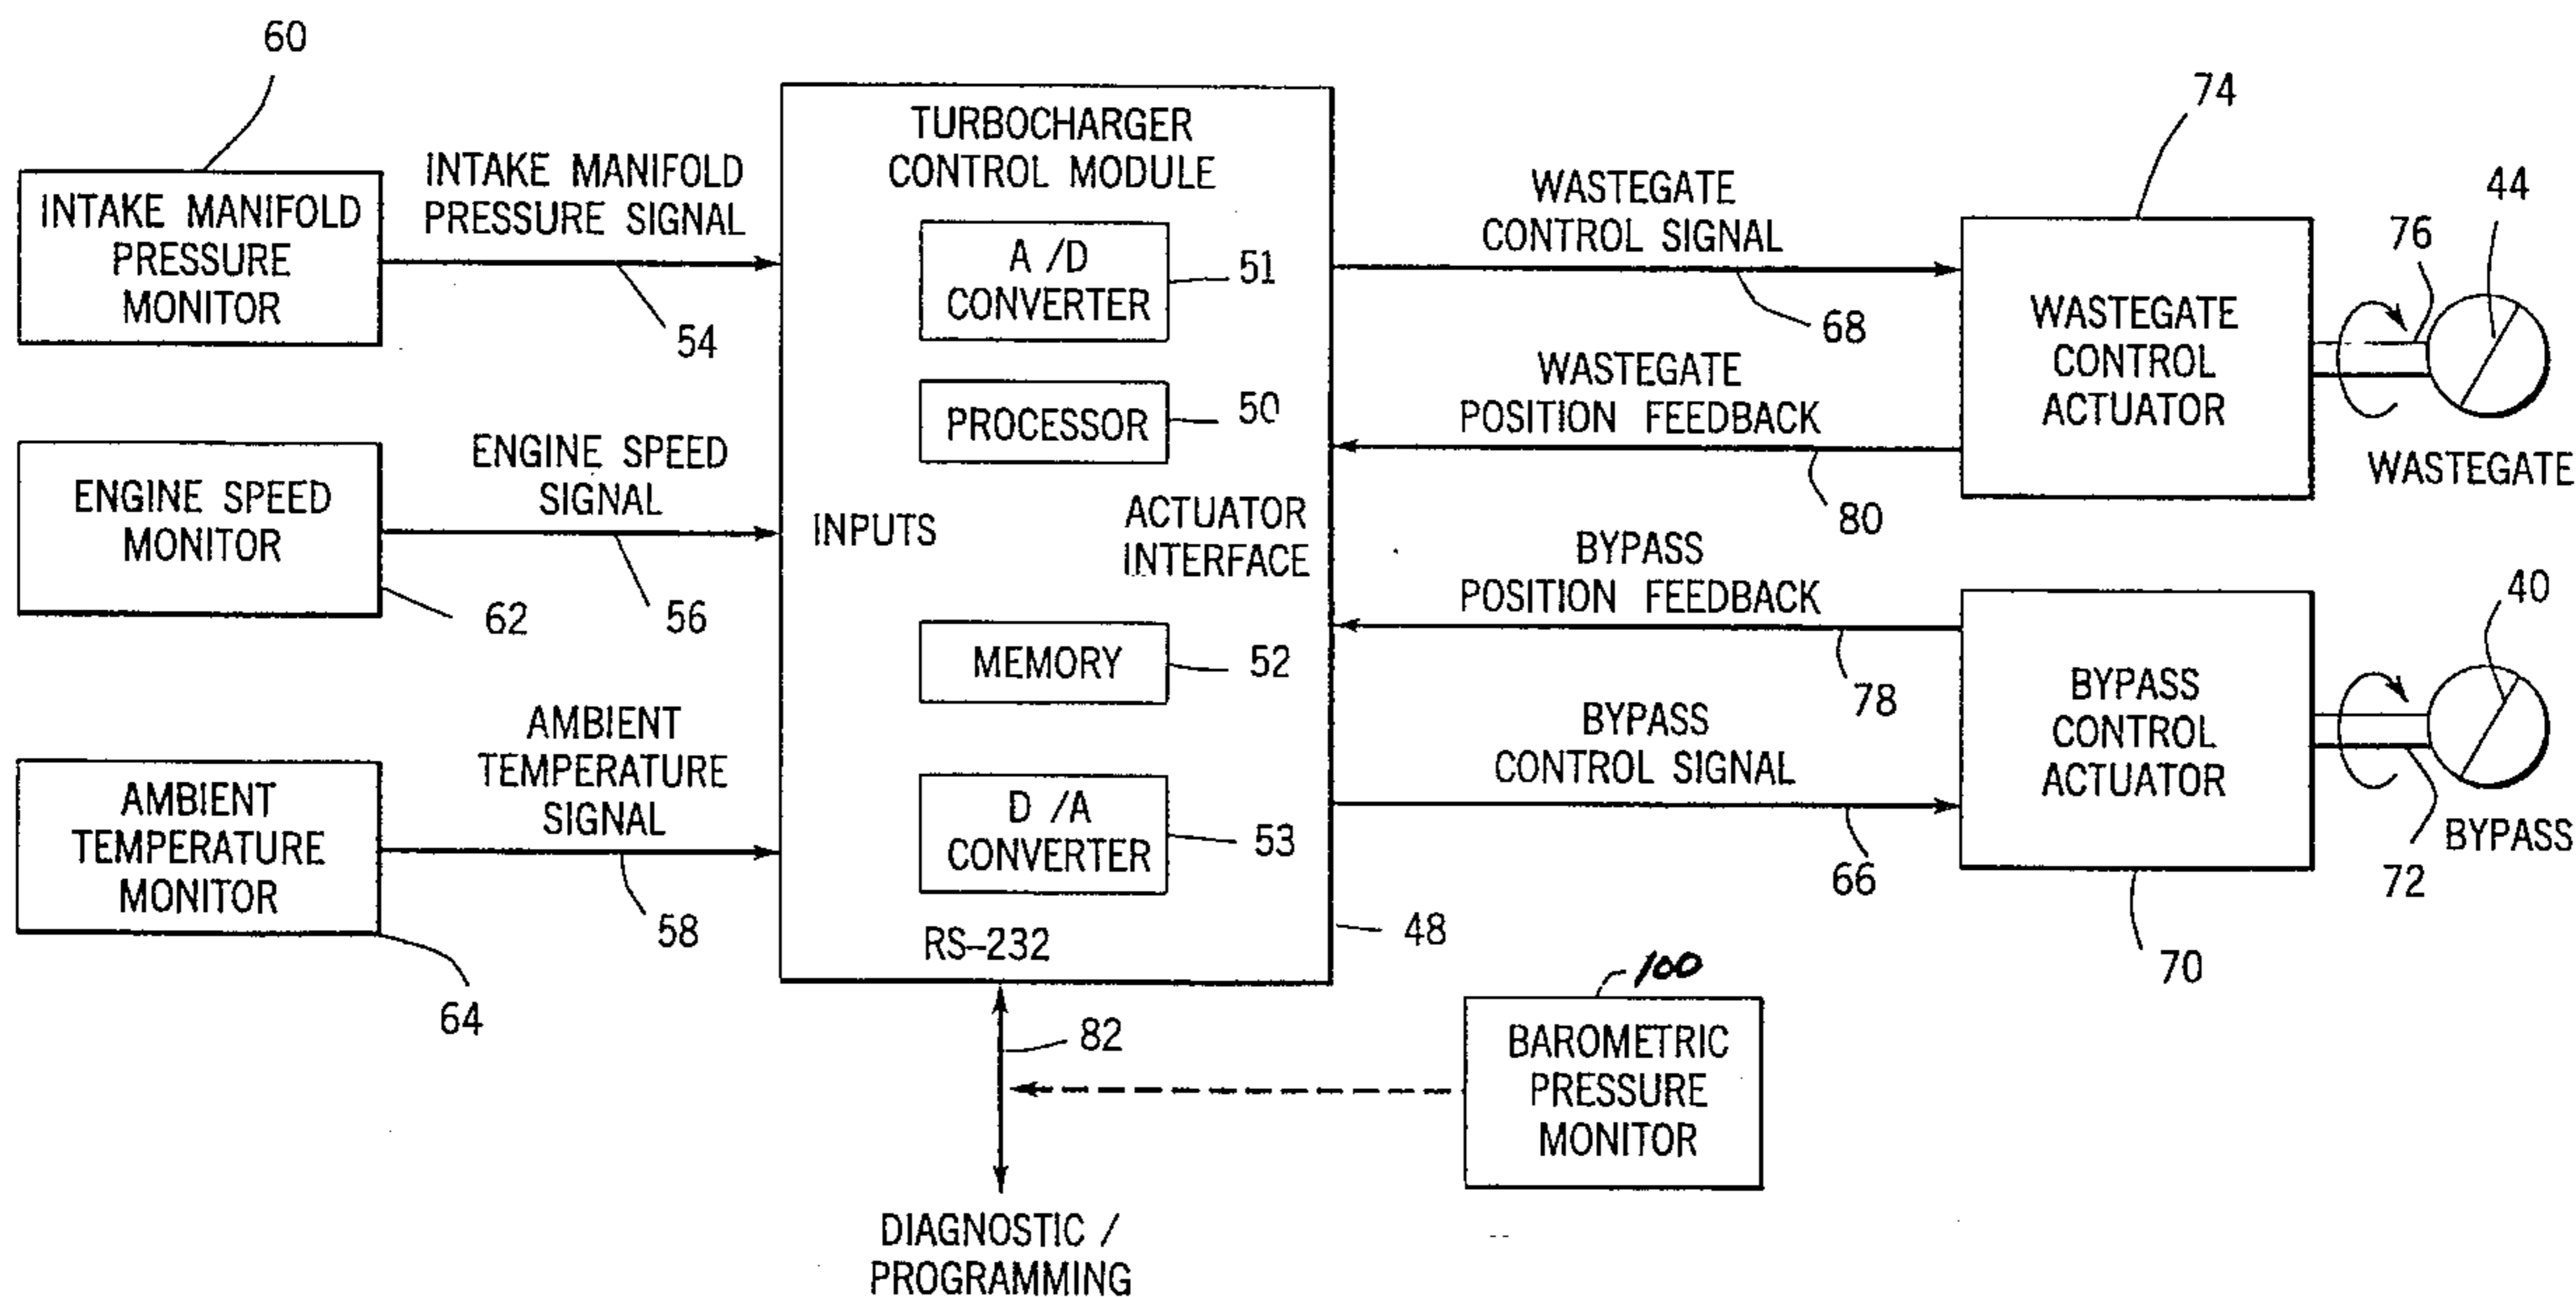 60
INTAKE MANIFOLD
PRESSURE
MONITOR
INTAKE MANIFOLD
PRESSURE SIGNAL
54
ENGINE SPEED
MONITOR
62
ENGINE SPEED
SIGNAL
56
AMBIENT
TEMPERATURE
MONITOR
64
AMBIENT
TEMPERATURE
SIGNAL
58
TURBOCHARGER
CONTROL MODULE
A /D
CONVERTER
51
PROCESSOR
50
INPUTS
ACTUATOR
INTERFACE
MEMORY
52
D /A
CONVERTER
53
RS-232
48
82
DIAGNOSTIC /
PROGRAMMING
100
BAROMETRIC
PRESSURE
MONITOR
WASTEGATE
CONTROL SIGNAL
68
WASTEGATE
POSITION FEEDBACK
80
BYPASS
POSITION FEEDBACK
78
BYPASS
CONTROL SIGNAL
66
74
WASTEGATE
CONTROL
ACTUATOR
76
44
WASTEGATE
BYPASS
CONTROL
ACTUATOR
70
40
72
BYPASS